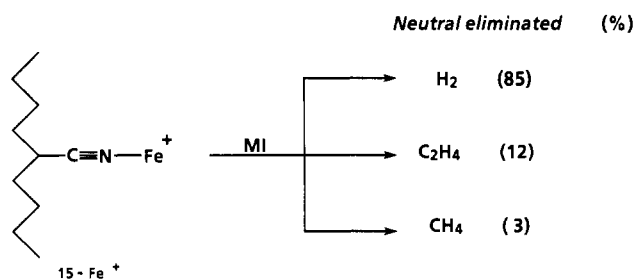 Neutral eliminated (%)
H₂ (85)
C≡N—Fe⁺
MI
C₂H₄ (12)
CH₄ (3)
15 - Fe⁺